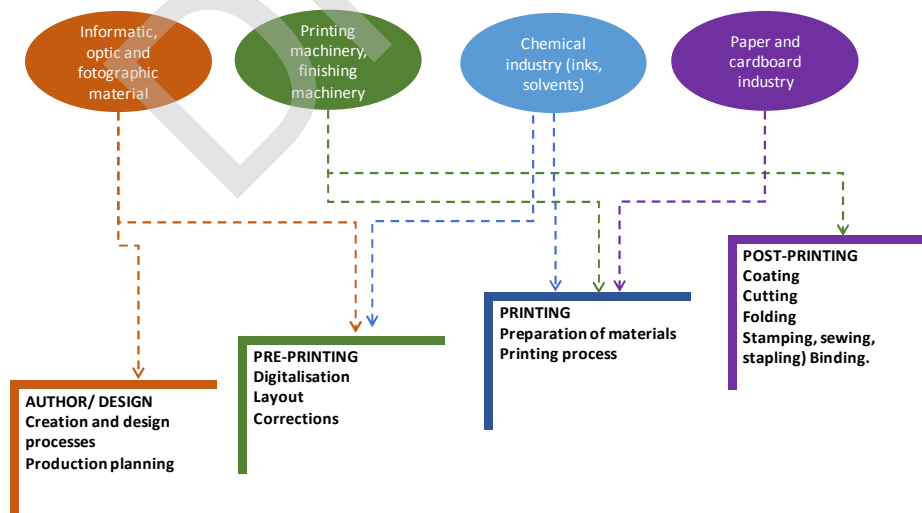 Informatic,
optic and
fotographic
material
Printing
machinery,
finishing
machinery
Chemical
industry (inks,
solvents)
Paper and
cardboard
industry
POST-PRINTING
Coating
Cutting
Folding
Stamping, sewing,
stapling) Binding.
PRINTING
Preparation of materials
Printing process
PRE-PRINTING
Digitalisation
Layout
Corrections
AUTHOR/ DESIGN
Creation and design
processes
Production planning